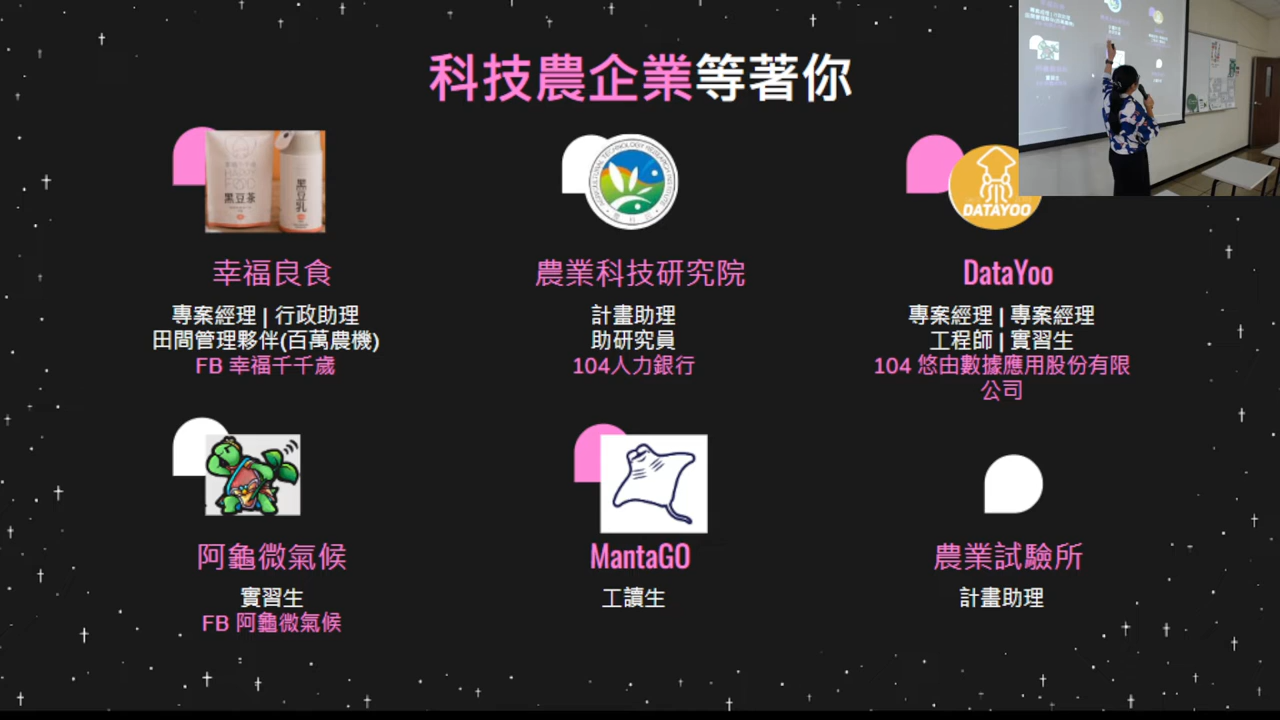 科技農企業等著你
黑豆茶
黑豆乳
DATAYOO
幸福良食
專案經理 | 行政助理
田間管理夥伴(百萬農機)
FB 幸福千千歲
農業科技研究院
計畫助理
助研究員
104人力銀行
DataYoo
專案經理 | 專案經理
工程師 | 實習生
104 悠由數據應用股份有限
公司
阿龜微氣候
實習生
FB 阿龜微氣候
MantaGO
工讀生
農業試驗所
計畫助理